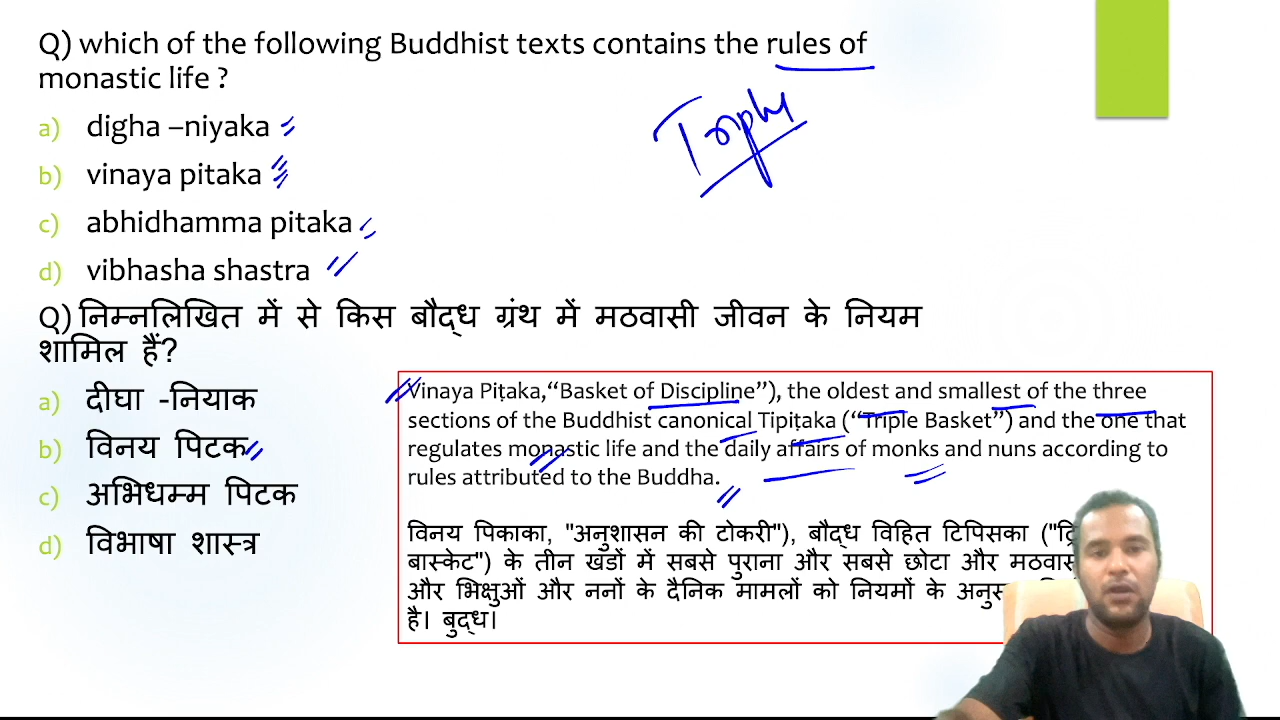 Q) which of the following Buddhist texts contains the rules of
monastic life ?
a) digha –niyaka
b) vinaya pitaka
c) abhidhamma pitaka
d) vibhasha shastra
Q) निम्नलिखित में से किस बौद्ध ग्रंथ में मठवासी जीवन के नियम
शामिल हैं?
a) दीघा -नियाक
b) विनय पिटक
c) अभिधम्म पिटक
d) विभाषा शास्त्र
Vinaya Piṭaka,“Basket of Discipline”), the oldest and smallest of the three
sections of the Buddhist canonical Tipiṭaka (“Triple Basket”) and the one that
regulates monastic life and the daily affairs of monks and nuns according to
rules attributed to the Buddha.
विनय पिकाका, "अनुशासन की टोकरी"), बौद्ध विहित टिपिसका
बास्केट") के तीन खंडों में सबसे पुराना और सबसे छोटा और
और भिक्षुओं और ननों के दैनिक मामलों को नियमों के
है। बुद्ध।